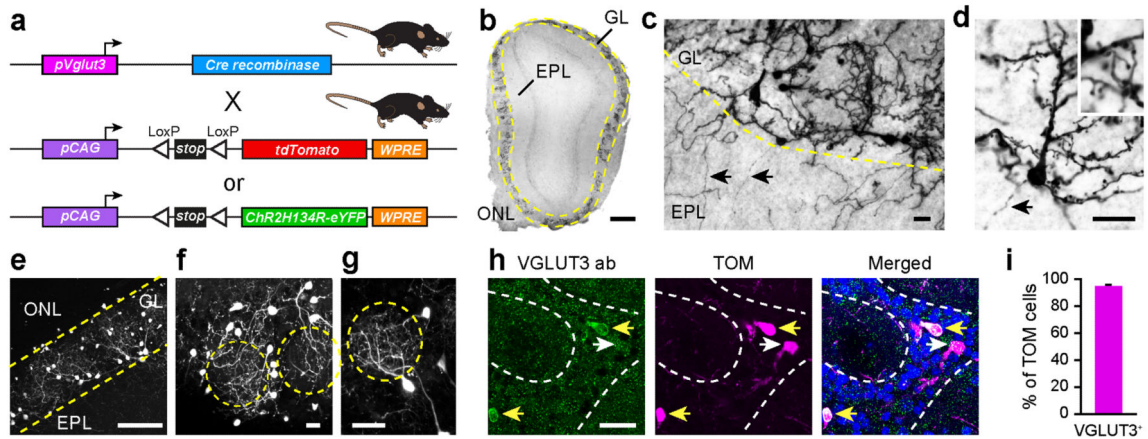 a
pVglut3
Cre recombinase
X
LoxP
LoxP
pCAG
stop
tdTomato
WPRE
or
pCAG
stop
ChR2H134R-eYFP
WPRE
b
GL
EPL
ONL
c
GL
EPL
d
e
ONL
GL
EPL
f
g
h
VGLUT3 ab
TOM
Merged
i
% of TOM cells
100
80
60
40
20
0
VGLUT3⁺